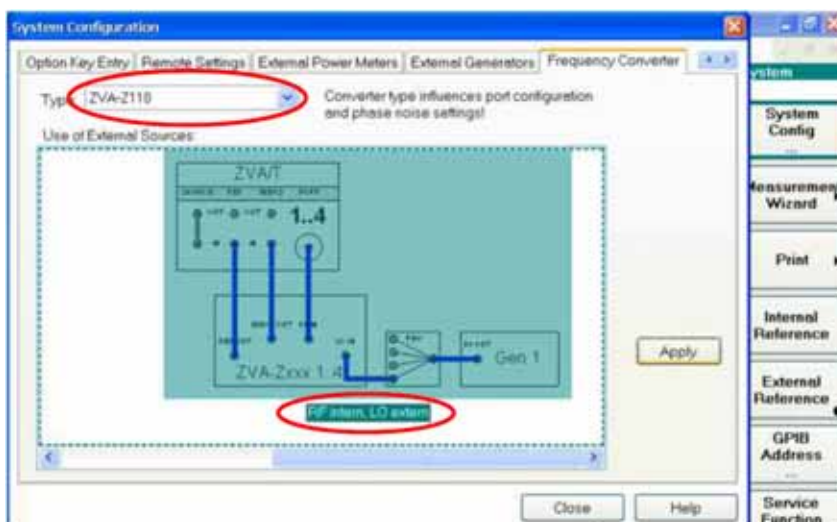 System Configuration
Option Key Entry
Remote Settings
External Power Meters
External Generators
Frequency Converter
Type: ZVA-Z110
Converter type influences port configuration
and phase noise settings!
Use of External Sources:
ZVA/T
1..4
ZVA-Zxxx 1..4
Gen 1
RF intern, LO extern
Apply
Close
Help
System
Config
...
Measurement
Wizard
Print
Internal
Reference
External
Reference
GPIB
Address
...
Service
Function